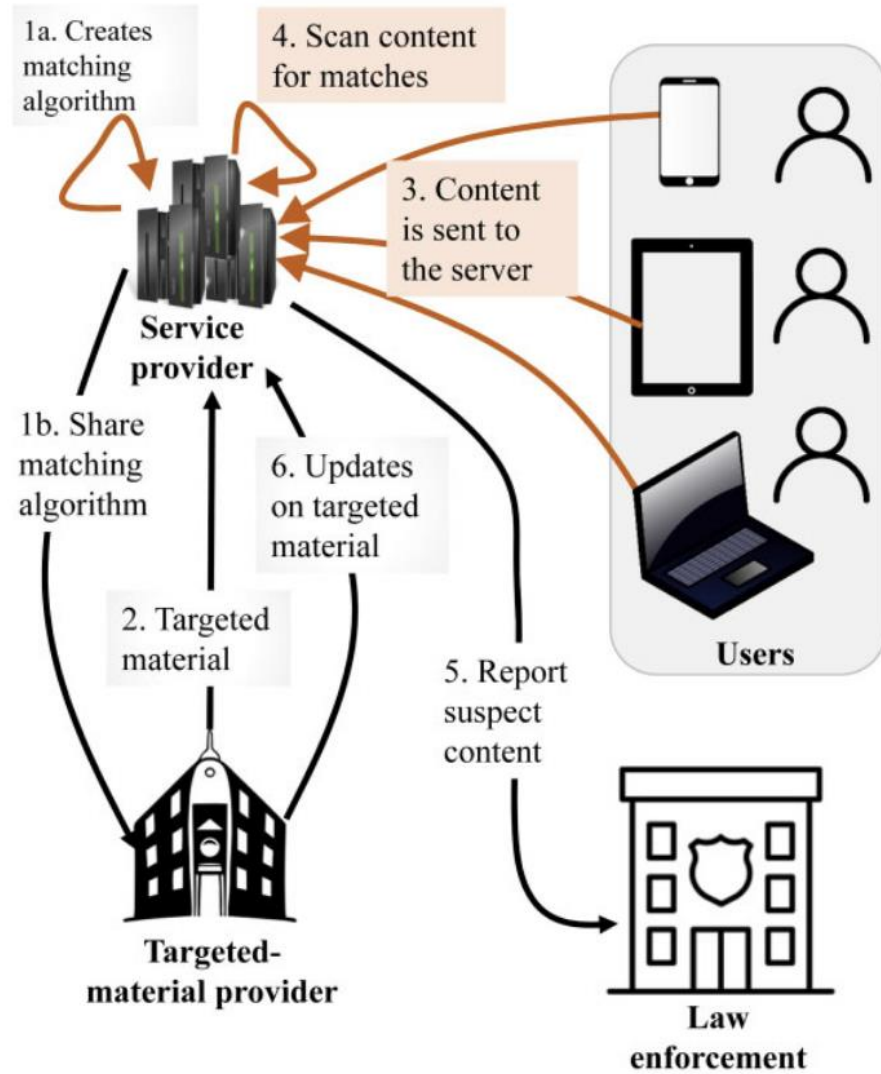 1a. Creates
matching
algorithm
4. Scan content
for matches
3. Content
is sent to
the server
Service
provider
1b. Share
matching
algorithm
6. Updates
on targeted
material
2. Targeted
material
Users
5. Report
suspect
content
Targeted-
material provider
Law
enforcement